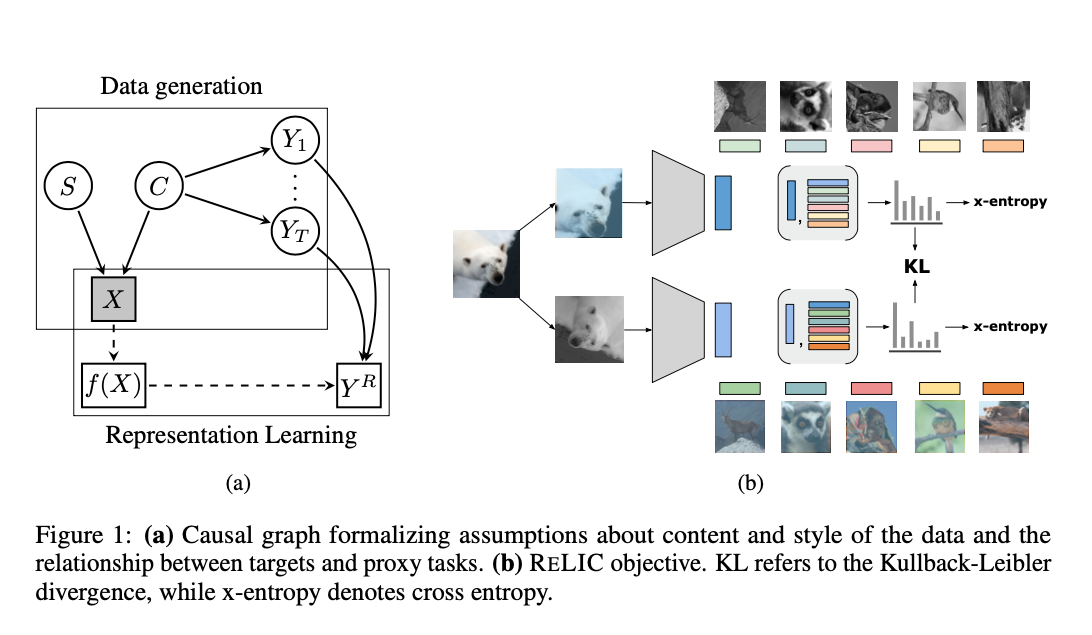 Data generation
S
C
Y₁
Y_T
X
f(X)
Y^R
Representation Learning
(a)
,
x-entropy
KL
,
x-entropy
(b)
Figure 1: (a) Causal graph formalizing assumptions about content and style of the data and the
relationship between targets and proxy tasks. (b) RELIC objective. KL refers to the Kullback-Leibler
divergence, while x-entropy denotes cross entropy.